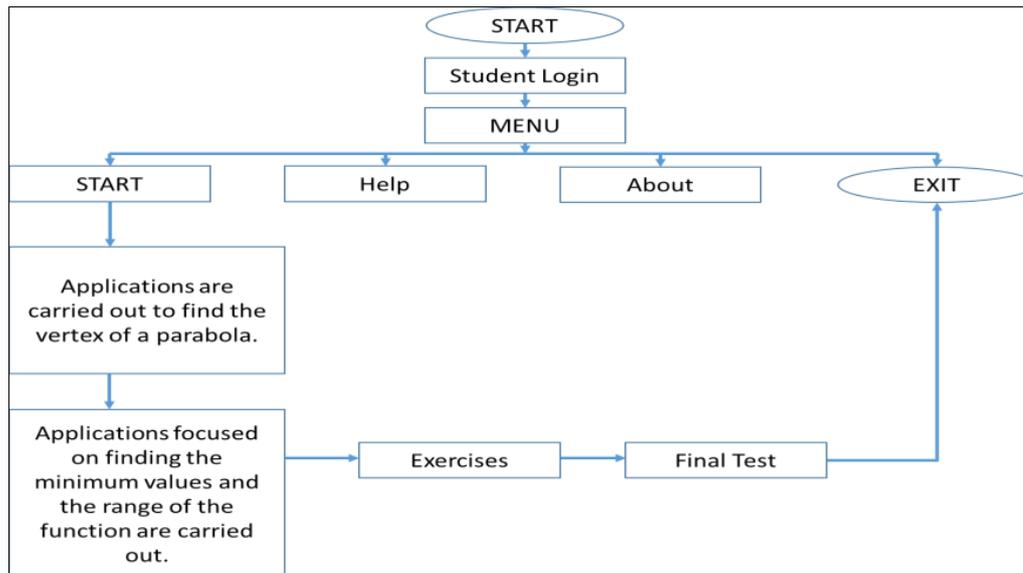 START
Student Login
MENU
START
Help
About
EXIT
Applications are
carried out to find the
vertex of a parabola.
Applications focused
on finding the
minimum values and
the range of the
function are carried
out.
Exercises
Final Test